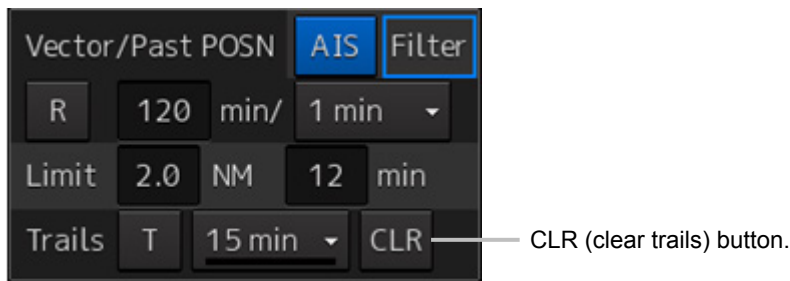 Vector/Past POSN AIS Filter
R 120 min/ 1 min
Limit 2.0 NM 12 min
Trails T 15 min CLR
CLR (clear trails) button.